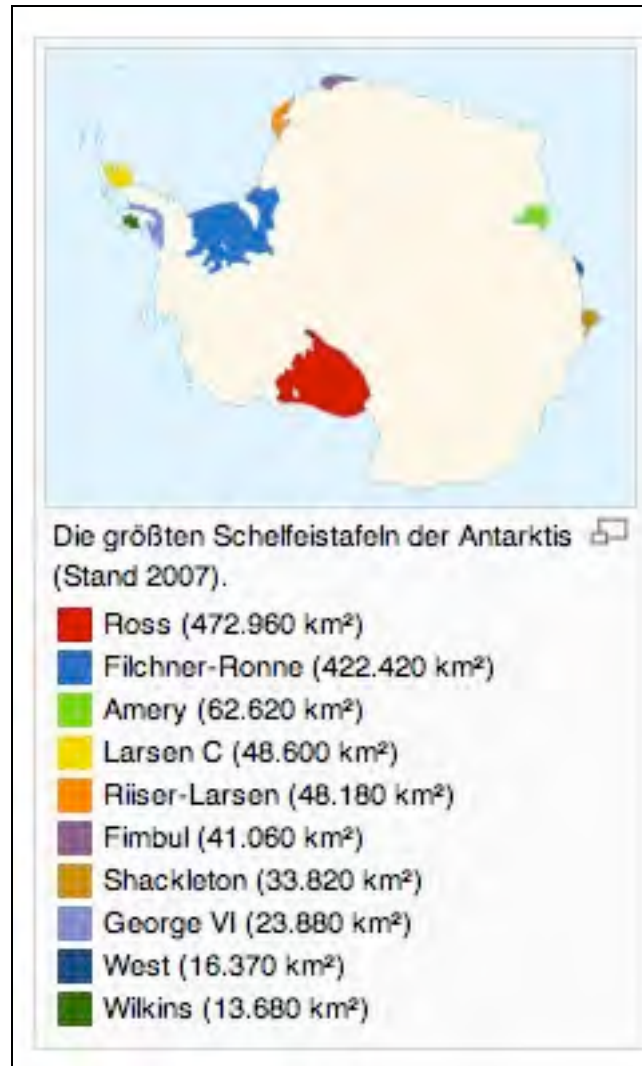 Die größten Schelfeistafeln der Antarktis
(Stand 2007).
Ross (472.960 km²)
Filchner-Ronne (422.420 km²)
Amery (62.620 km²)
Larsen C (48.600 km²)
Riiser-Larsen (48.180 km²)
Fimbul (41.060 km²)
Shackleton (33.820 km²)
George VI (23.880 km²)
West (16.370 km²)
Wilkins (13.680 km²)